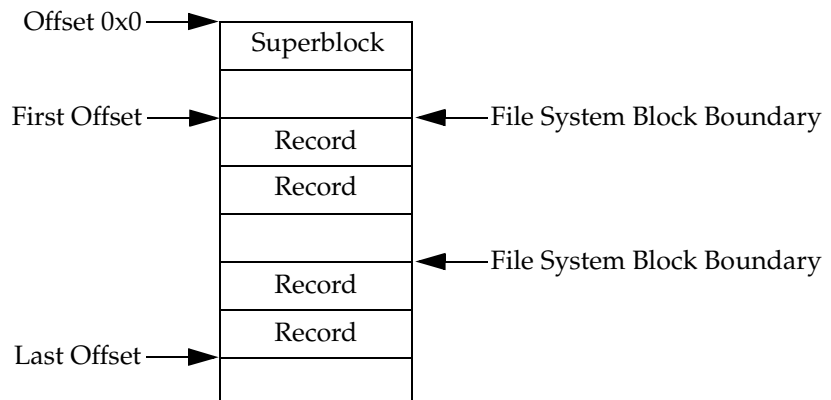 Offset 0x0
Superblock
First Offset
File System Block Boundary
Record
Record
File System Block Boundary
Record
Record
Last Offset